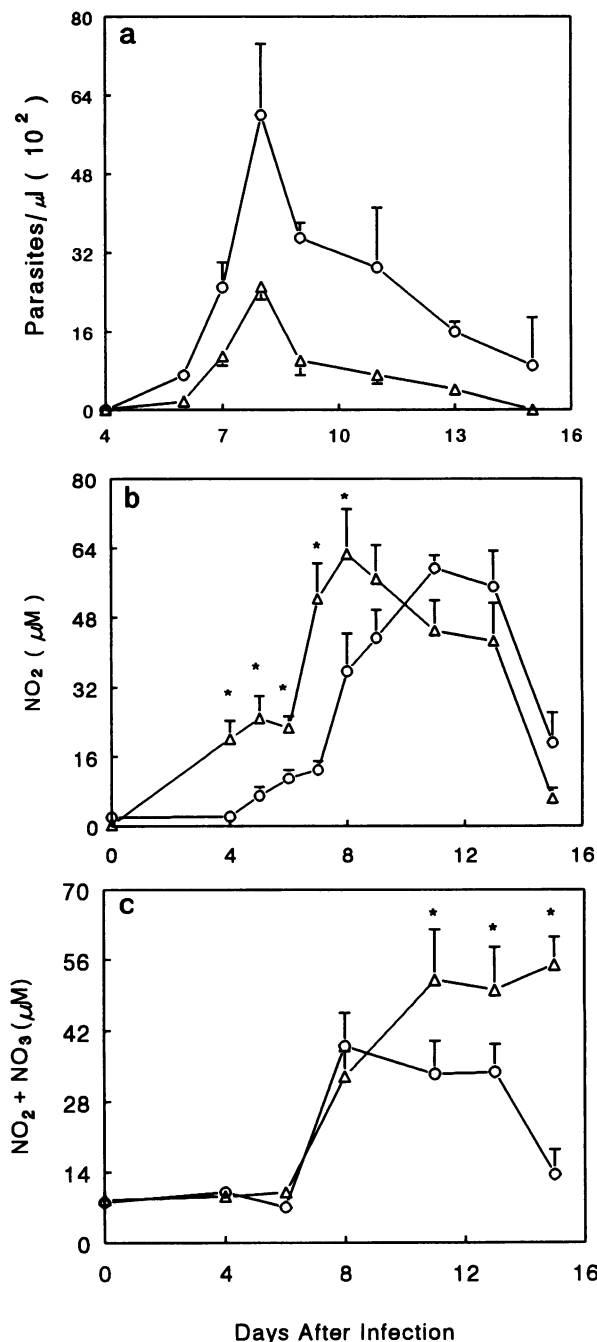 a
Parasites/μl ( 10²)
80
64
48
32
16
0
4 7 10 13 16
b
NO₂ ( μM)
80
64
48
32
16
0
* * * * *
0 4 8 12 16
c
NO₂ + NO₃ (μM)
70
56
42
28
14
0
* * *
0 4 8 12 16
Days After Infection